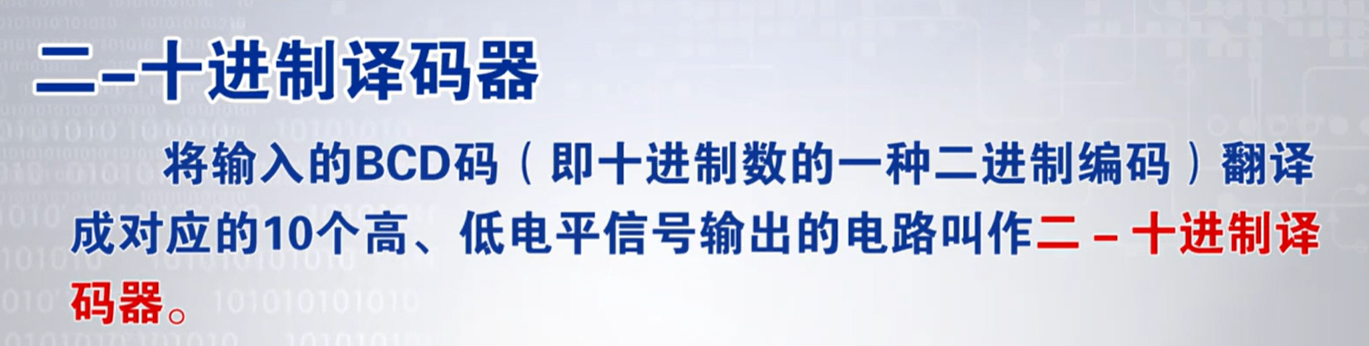 二–十进制译码器
将输入的BCD码（即十进制数的一种二进制编码）翻译
成对应的10个高、低电平信号输出的电路叫作二–十进制译
码器。